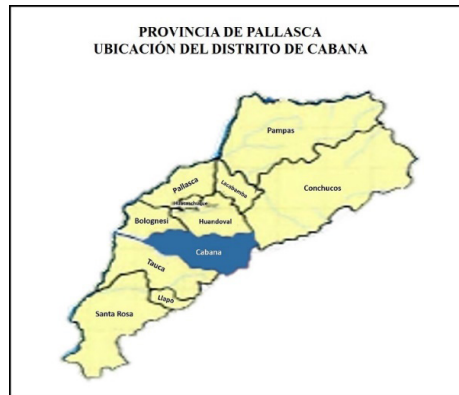 PROVINCIA DE PALLASCA
UBICACIÓN DEL DISTRITO DE CABANA
Pampas
Pallasca
Lacabamba
Conchucos
Bolognesi
Huandoval
Cabana
Tauca
Llapo
Santa Rosa